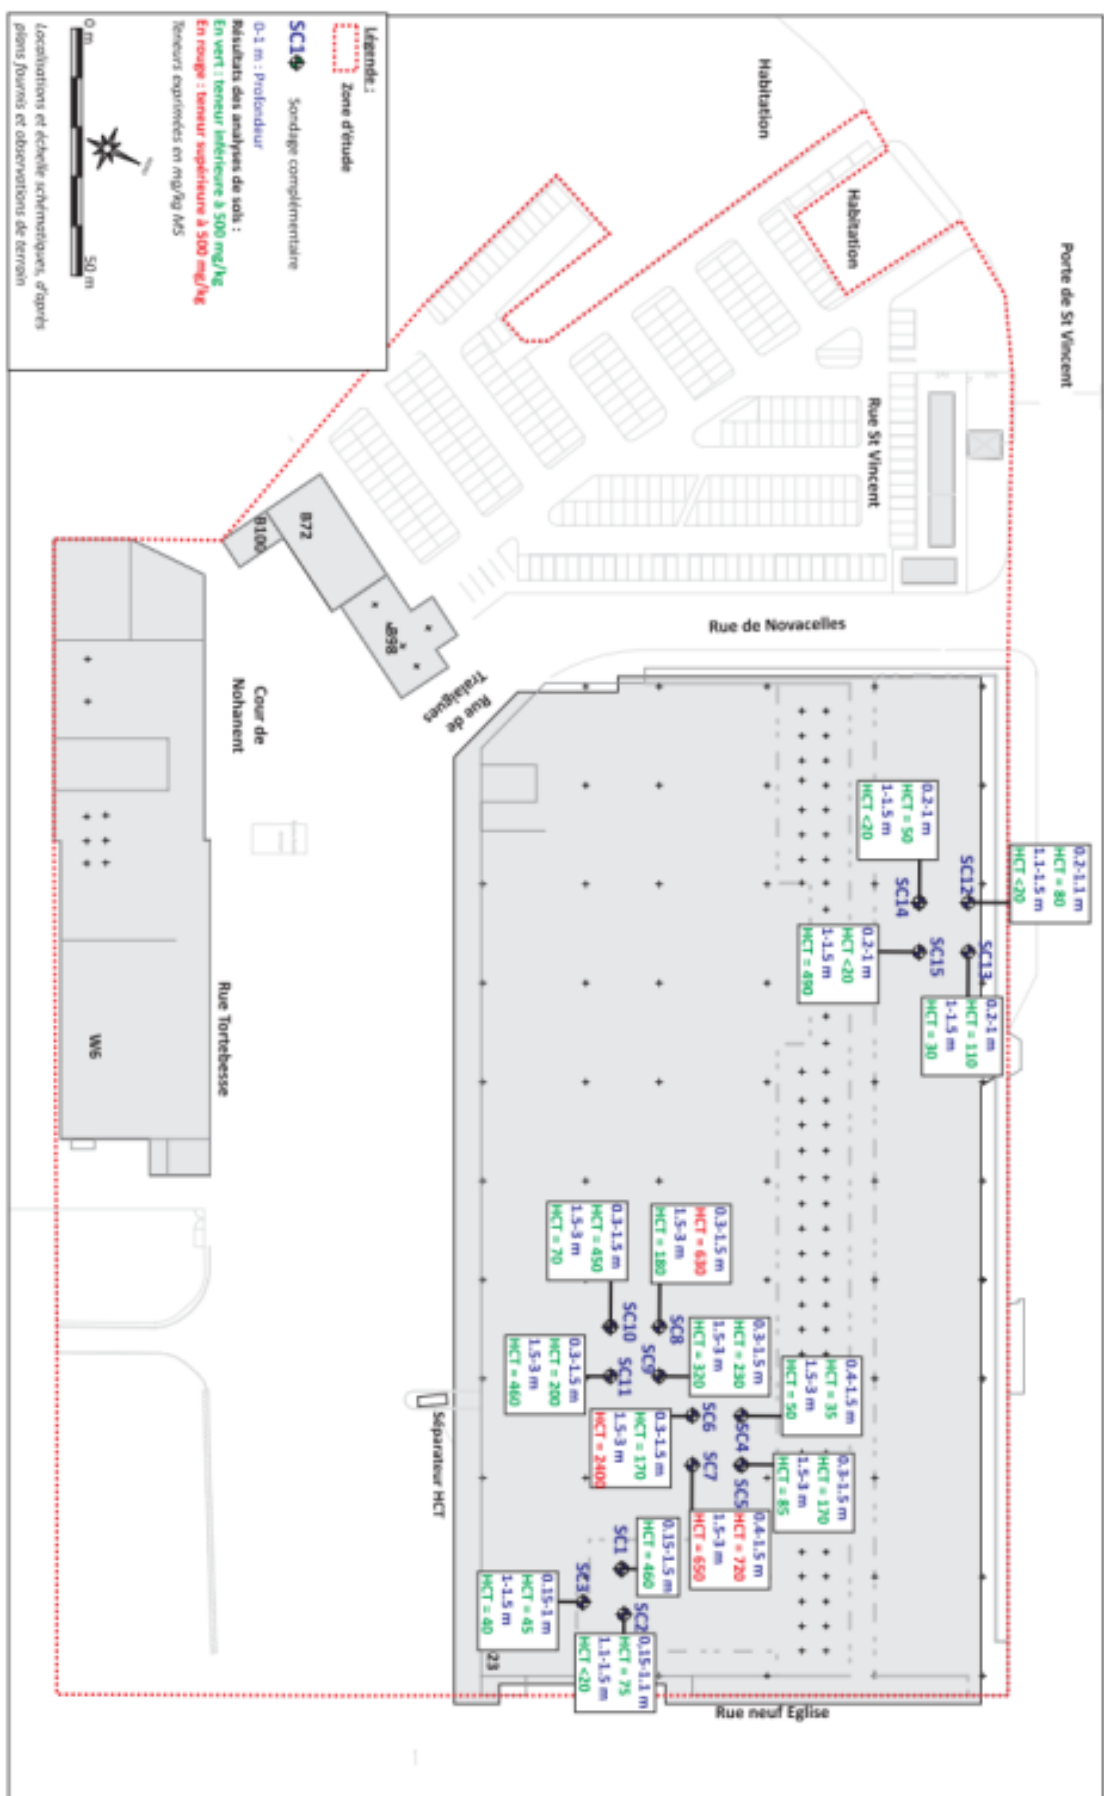 Légende :
Zone d'étude
SC1
Sondage complémentaire
0-1 m : Profondeur
Résultats des analyses de sols :
En vert : teneur inférieure à 500 mg/kg
En rouge : teneur supérieure à 500 mg/kg
Teneurs exprimées en mg/kg MS
0 m
50 m
Localisations et échelle schématiques, d'après
plans fournis et observations de terrain
Habitation
Habitation
Porte de St Vincent
Rue St Vincent
B100
B72
B98
Rue de Novacelles
Rue de
Tralaigues
Cour de
Nohanent
Rue Tortebesse
W6
0.2-1.1 m
HCT = 80
1.1-1.5 m
HCT <20
SC12
0.2-1 m
HCT = 50
1-1.5 m
HCT <20
SC14
SC13
0.2-1 m
HCT = 110
1-1.5 m
HCT = 30
SC15
0.2-1 m
HCT <20
1-1.5 m
HCT = 490
0.3-1.5 m
HCT = 630
1.5-3 m
HCT = 180
SC8
0.3-1.5 m
HCT = 450
1.5-3 m
HCT = 70
SC10
SC9
0.3-1.5 m
HCT = 230
1.5-3 m
HCT = 320
SC11
0.3-1.5 m
HCT = 200
1.5-3 m
HCT = 460
0.4-1.5 m
HCT = 35
1.5-3 m
HCT = 50
SC4
SC6
0.3-1.5 m
HCT = 170
1.5-3 m
HCT = 2400
0.3-1.5 m
HCT = 170
1.5-3 m
HCT = 85
SC5
SC7
0.4-1.5 m
HCT = 720
1.5-3 m
HCT = 650
SC1
0.15-1.5 m
HCT = 460
SC3
0.15-1 m
HCT = 45
1-1.5 m
HCT = 40
SC2
0,15-1.1 m
HCT = 75
1.1-1.5 m
HCT <20
Séparateur HCT
Rue neuf Eglise